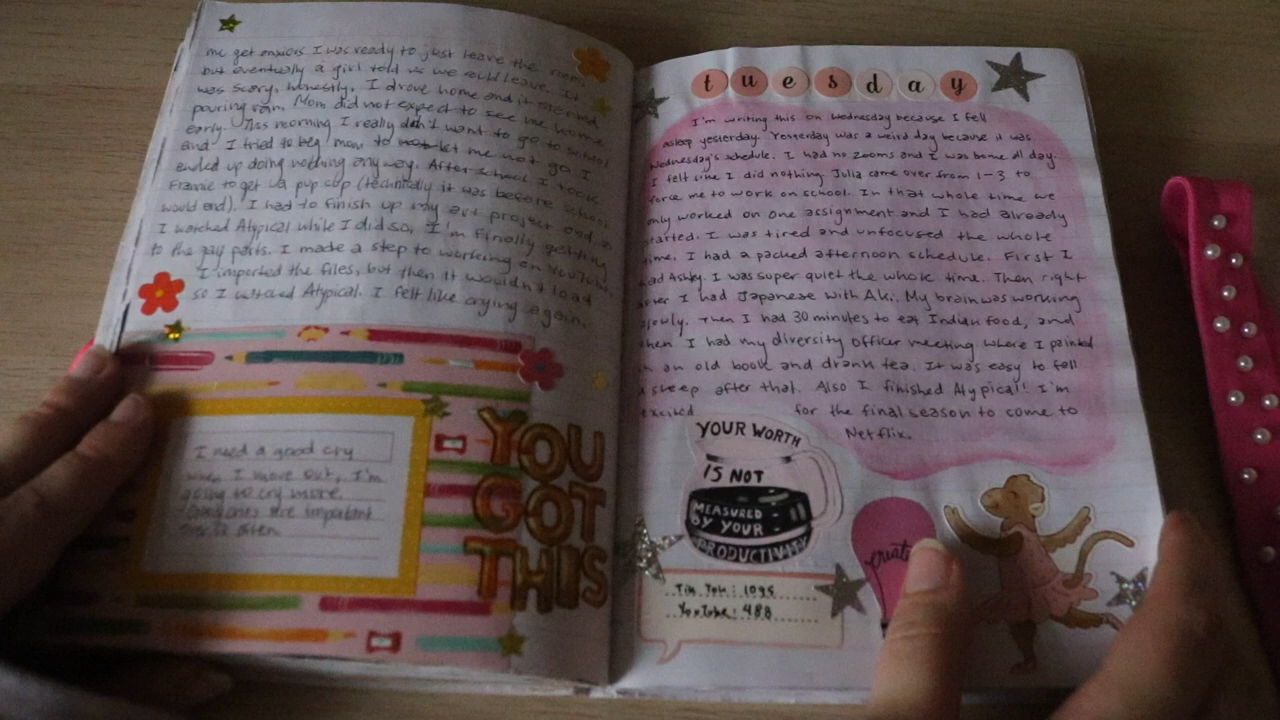 me get anxious I was ready to just leave the room,
but eventually a girl told us we could leave. It
was scary, honestly. I drove home and it started
pouring rain. Mom did not expect to see me home
early. This morning I really didn't want to go to school
and I tried to beg mom to let me not go I
ended up doing nothing anyway. After school I took
Frannie to get a pup cup (technically it was before school
would end). I had to finish up my art project and
I watched Atypical while I did so, I'm finally getting
to the gay parts. I made a step to working on YouTube,
I imported the files, but then it wouldn't load
so I watched Atypical. I felt like crying again.
I need a good cry
when I move out, I'm
going to cry more.
are important
often
YOU
GOT
THIS
tuesday
I'm writing this on Wednesday because I fell
asleep yesterday. Yesterday was a weird day because it was
Wednesday's schedule. I had no zooms and I was home all day.
I felt like I did nothing. Julia came over from 1-3 to
force me to work on school. In that whole time we
only worked on one assignment and I had already
started. I was tired and unfocused the whole
time. I had a packed afternoon schedule. First I
had Ashby. I was super quiet the whole time. Then right
after I had Japanese with Aki. My brain was working
slowly. Then I had 30 minutes to eat Indian food, and
then I had my diversity officer meeting where I painted
in an old book and drank tea. It was easy to fall
asleep after that. Also I finished Atypical! I'm
excited for the final season to come to
Netflix.
YOUR WORTH
IS NOT
MEASURED
BY YOUR
PRODUCTIVITY
Tik Tok: 1095
YouTube: 488
create